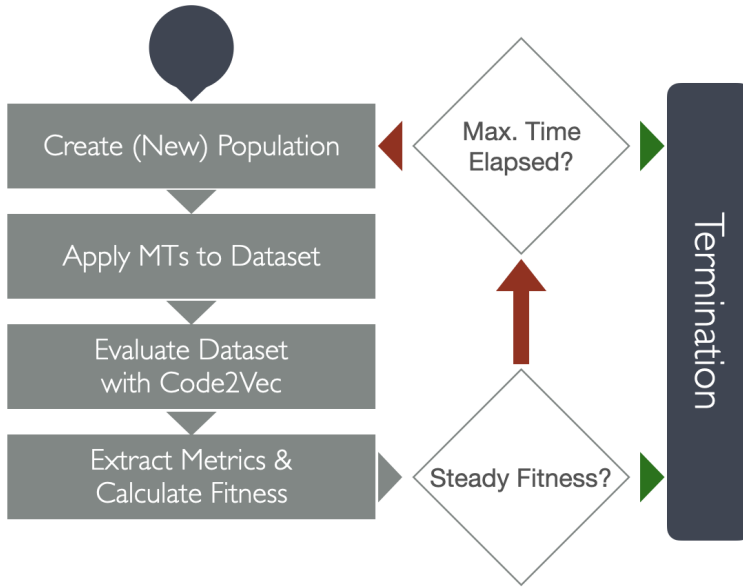 Create (New) Population
Apply MTs to Dataset
Evaluate Dataset
with Code2Vec
Extract Metrics &
Calculate Fitness
Steady Fitness?
Max. Time
Elapsed?
Termination